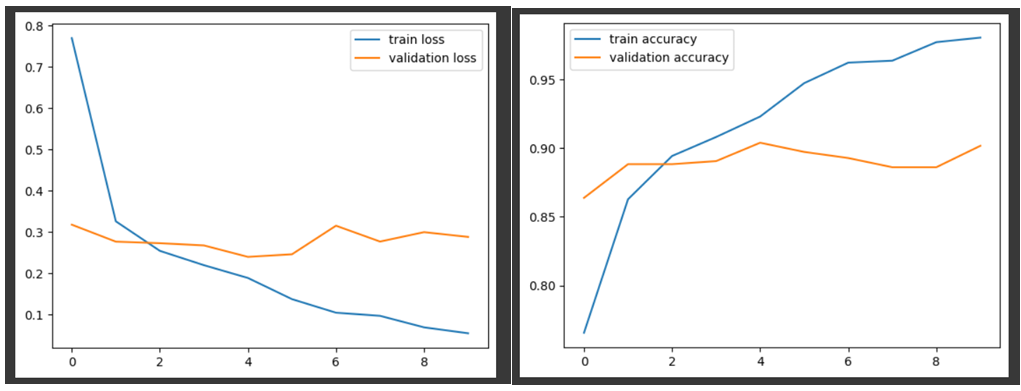 0.8
0.7
0.6
0.5
0.4
0.3
0.2
0.1
0 2 4 6 8
train loss
validation loss
0.95
0.90
0.85
0.80
0 2 4 6 8
train accuracy
validation accuracy